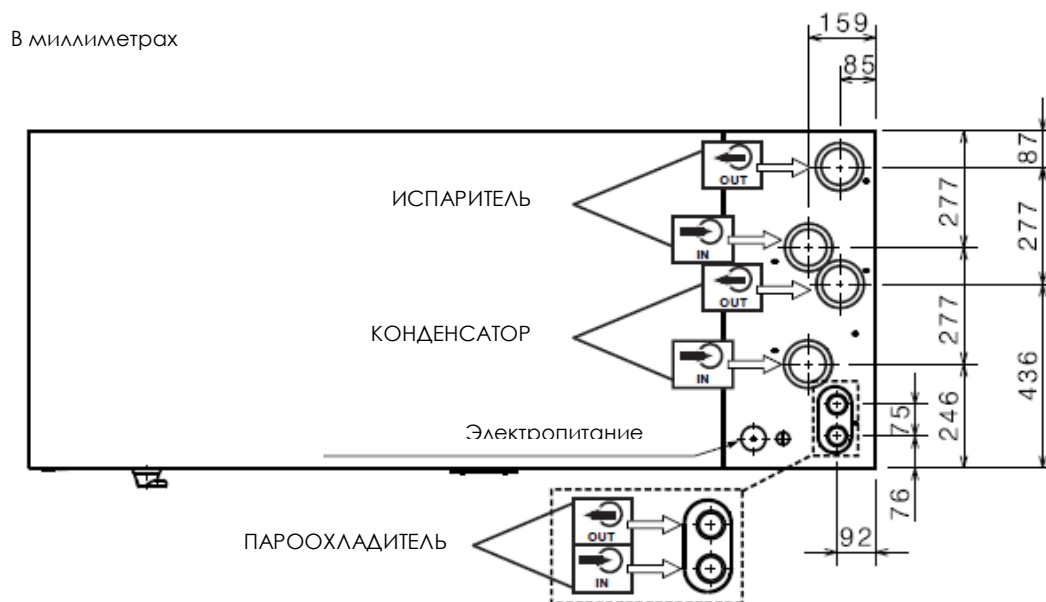 В миллиметрах
159
85
87
OUT
ИСПАРИТЕЛЬ
277
277
IN
OUT
КОНДЕНСАТОР
277
436
IN
246
75
Электропитание
76
OUT
ПАРООХЛАДИТЕЛЬ
92
IN